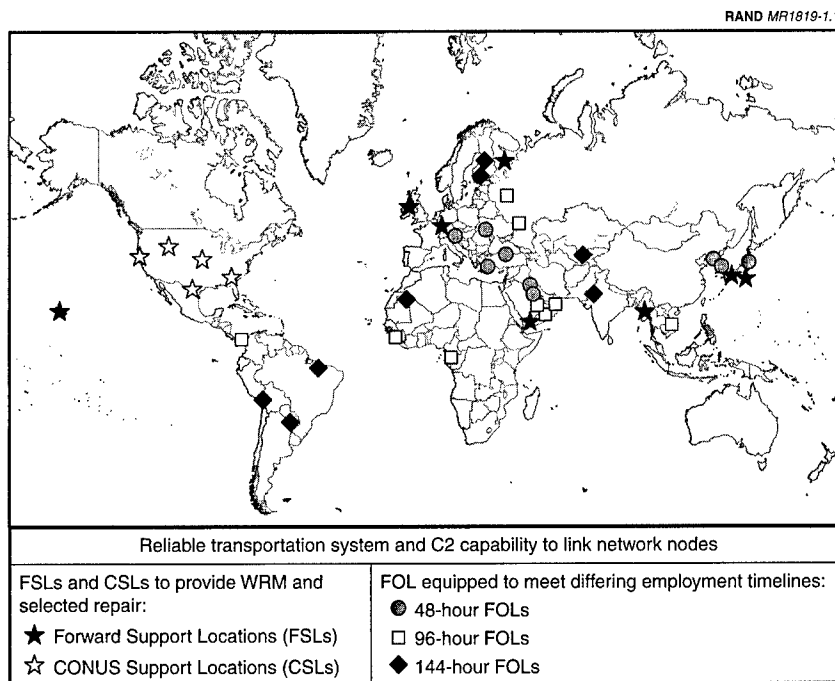 RAND MR1819-1.1
Reliable transportation system and C2 capability to link network nodes
FSLs and CSLs to provide WRM and
selected repair:
Forward Support Locations (FSLs)
CONUS Support Locations (CSLs)
FOL equipped to meet differing employment timelines:
48-hour FOLs
96-hour FOLs
144-hour FOLs